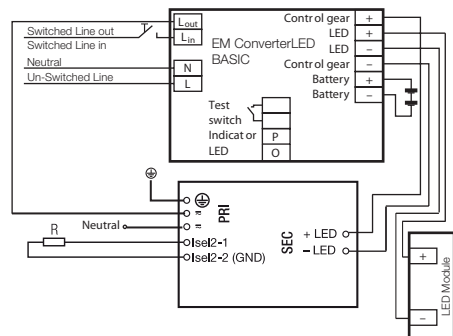 Switched Line out
Switched Line in
Neutral
Un-Switched Line
Lout
Lin
N
L
EM ConverterLED
BASIC
Control gear +
LED +
LED –
Control gear –
Battery +
Battery –
Test
switch
Indicat or P
LED O
PRI
=
=
Neutral
R
Isel2-1
Isel2-2 (GND)
SEC
+ LED
– LED
+
–
LED Module